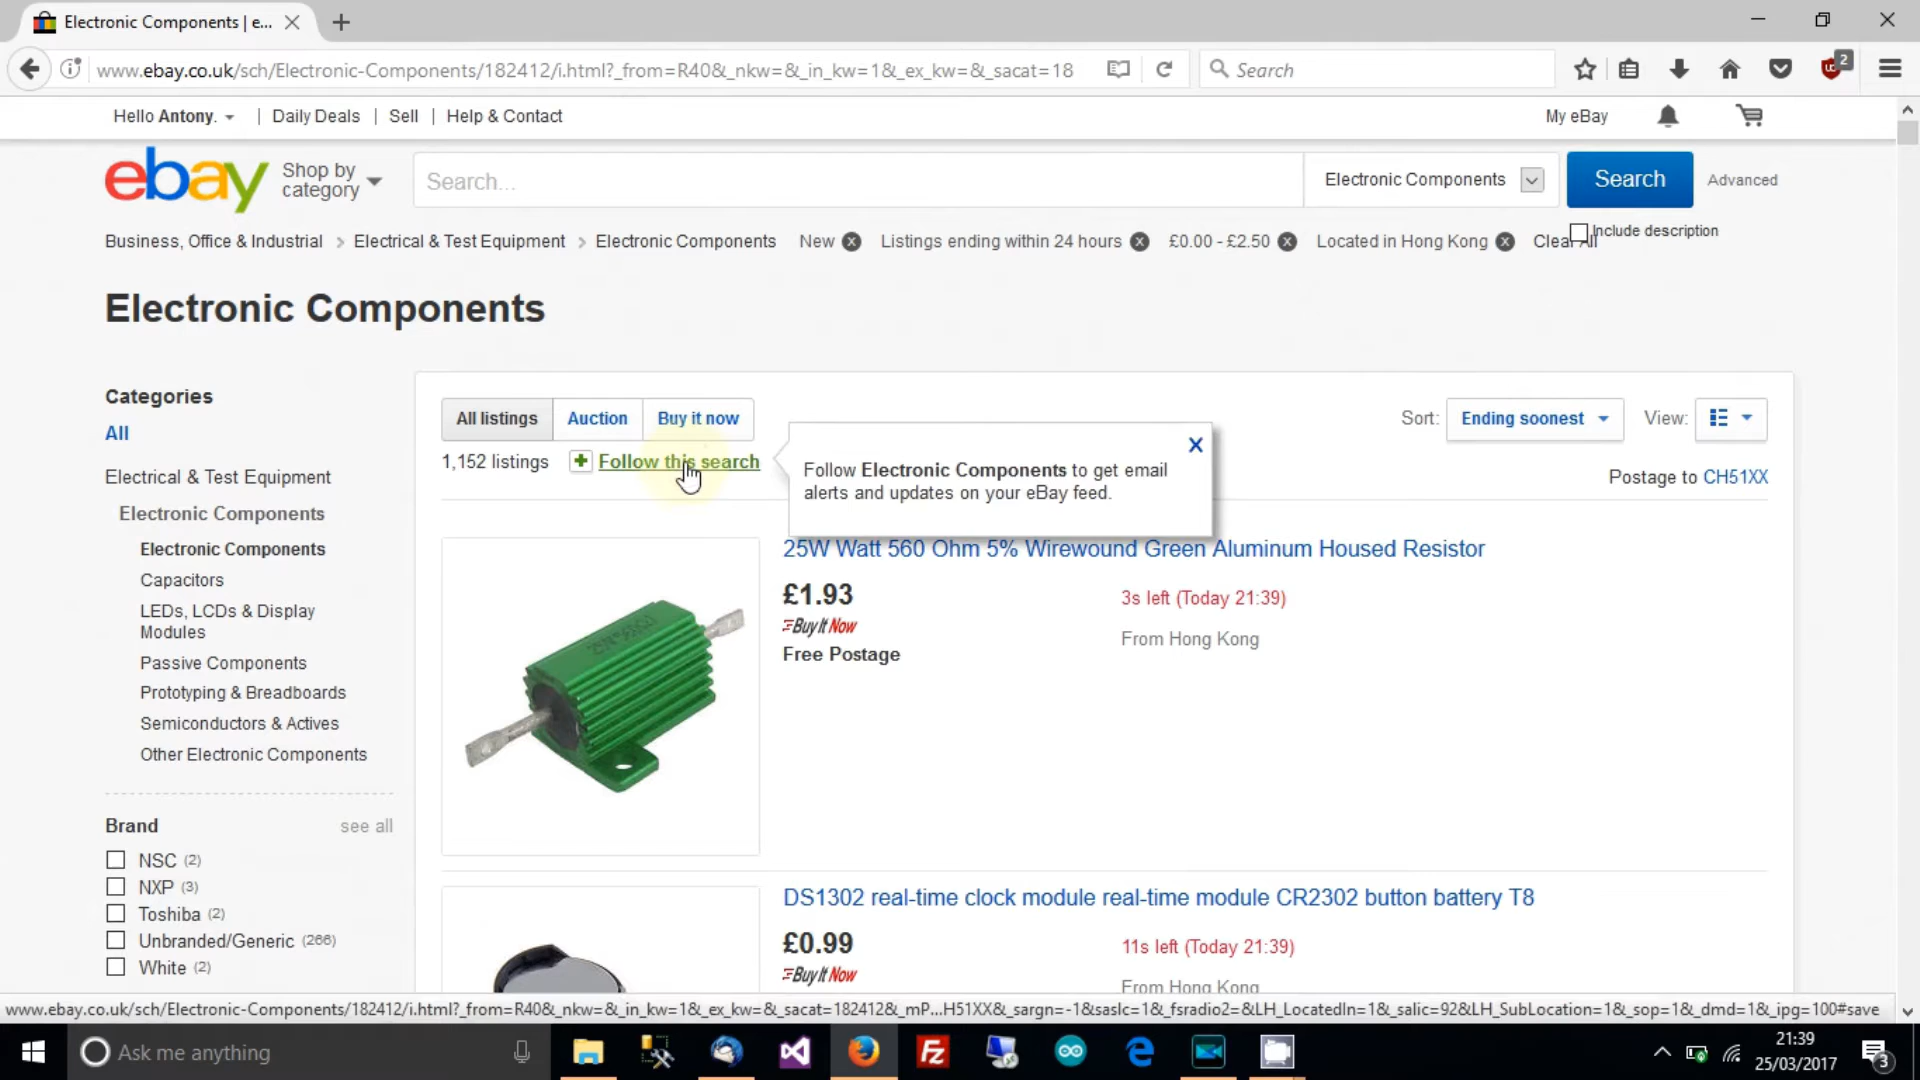 Electronic Components | e...
www.ebay.co.uk/sch/Electronic-Components/182412/i.html?_from=R40&_nkw=&_in_kw=1&_ex_kw=&_sacat=18
Search
2
Hello Antony.
Daily Deals
Sell
Help & Contact
My eBay
ebay
Shop by category
Search...
Electronic Components
Search
Advanced
Include description
Business, Office & Industrial
Electrical & Test Equipment
Electronic Components
New
Listings ending within 24 hours
£0.00 - £2.50
Located in Hong Kong
Clear All
Electronic Components
Categories
All
Electrical & Test Equipment
Electronic Components
Electronic Components
Capacitors
LEDs, LCDs & Display
Modules
Passive Components
Prototyping & Breadboards
Semiconductors & Actives
Other Electronic Components
Brand
see all
NSC (2)
NXP (3)
Toshiba (2)
Unbranded/Generic (266)
White (2)
All listings
Auction
Buy it now
Sort:
Ending soonest
View:
1,152 listings
Follow this search
Follow Electronic Components to get email
alerts and updates on your eBay feed.
Postage to CH51XX
25W Watt 560 Ohm 5% Wirewound Green Aluminum Housed Resistor
£1.93
Buy It Now
Free Postage
3s left (Today 21:39)
From Hong Kong
DS1302 real-time clock module real-time module CR2302 button battery T8
£0.99
Buy It Now
11s left (Today 21:39)
From Hong Kong
www.ebay.co.uk/sch/Electronic-Components/182412/i.html?_from=R40&_nkw=&_in_kw=1&_ex_kw=&_sacat=182412&_mP...H51XX&_sargn=-1&saslc=1&_fsradio2=&LH_LocatedIn=1&_salic=92&LH_SubLocation=1&_sop=1&_dmd=1&_ipg=100#save
Ask me anything
21:39
25/03/2017
3